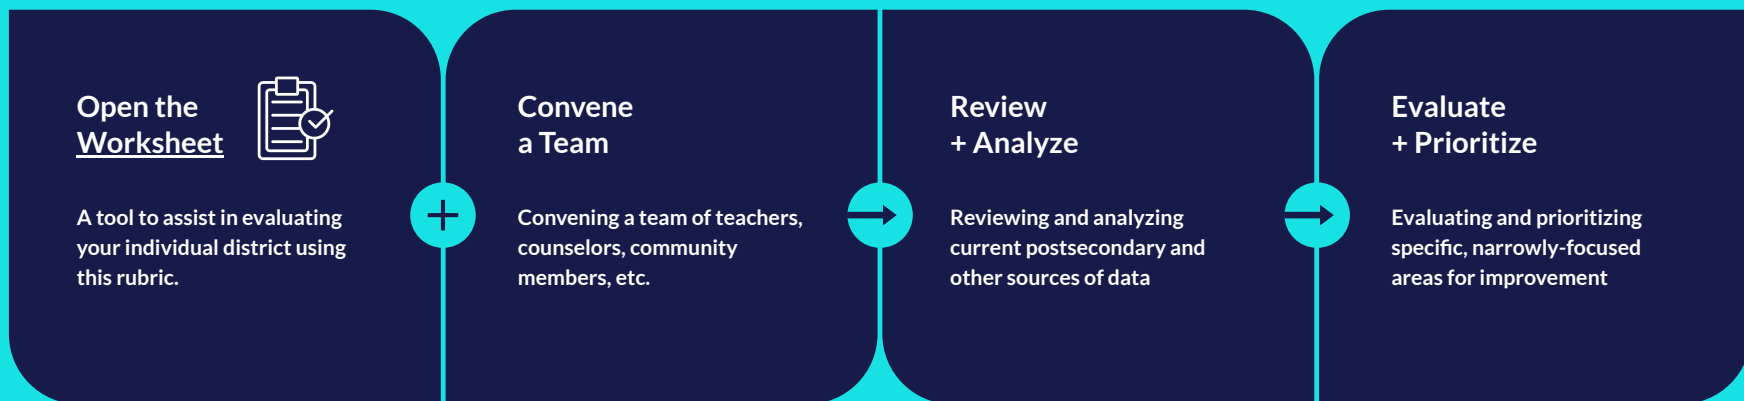 Open the
Worksheet
A tool to assist in evaluating
your individual district using
this rubric.
+
Convene
a Team
Convening a team of teachers,
counselors, community
members, etc.
Review
+ Analyze
Reviewing and analyzing
current postsecondary and
other sources of data
Evaluate
+ Prioritize
Evaluating and prioritizing
specific, narrowly-focused
areas for improvement